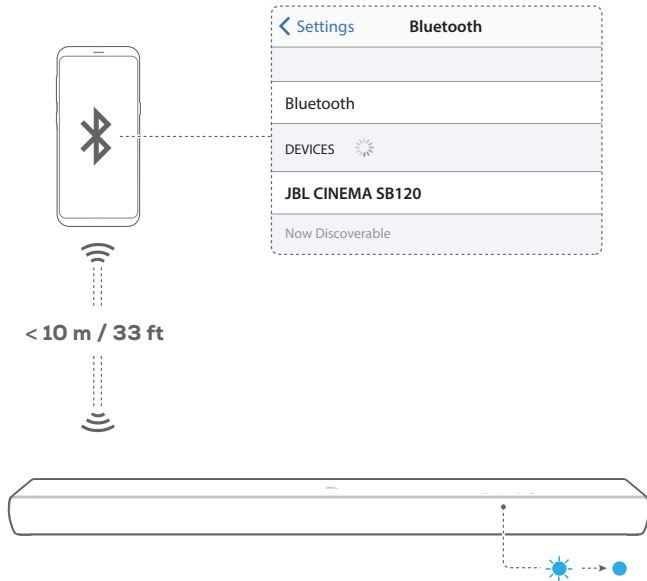 Settings Bluetooth
Bluetooth
DEVICES
JBL CINEMA SB120
Now Discoverable
< 10 m / 33 ft